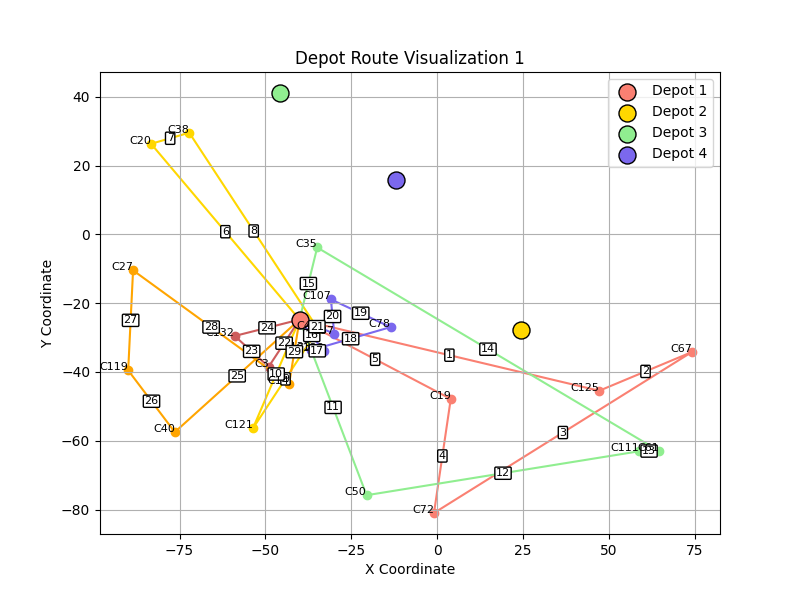 Depot Route Visualization 1
Depot 1
Depot 2
Depot 3
Depot 4
40
20
0
−20
−40
−60
−80
−75
−50
−25
0
25
50
75
X Coordinate
Y Coordinate
C38
C20
7
6
8
C35
C27
15
C107
27
28
C132
24
20
19
C78
21
18
22
23
29
17
14
1
5
C67
2
C125
C119
C3
25
10
26
C19
11
C40
C121
3
4
C111
13
12
C50
C72